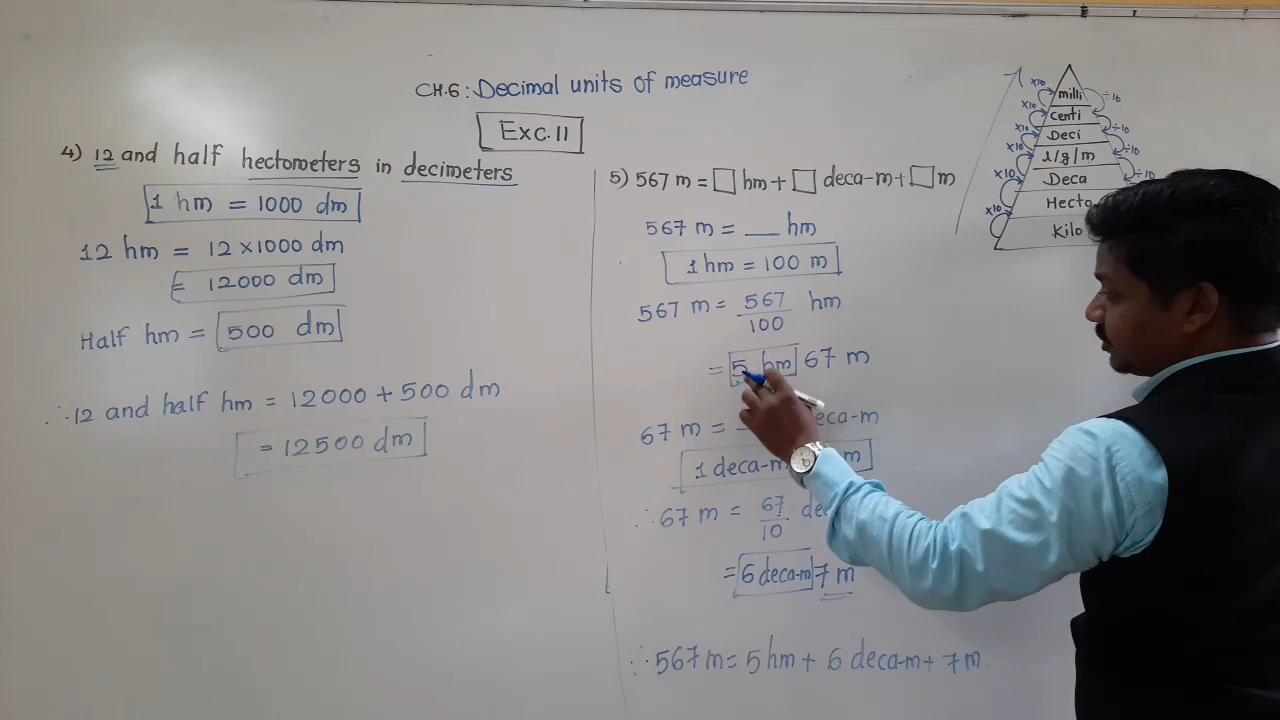 CH.6: Decimal units of measure
Exc.11
4) 12 and half hectometers in decimeters
1 hm = 1000 dm
12 hm = 12×1000 dm
= 12000 dm
Half hm = 500 dm
∴12 and half hm = 12000 + 500 dm
= 12500 dm
5) 567 m = □ hm + □ deca-m + □ m
567 m = __ hm
1 hm = 100 m
567 m = 567/100 hm
= 5 hm 67 m
67 m = deca-m
1 deca-m m
∴67 m = 67/10
= 6 deca-m 7 m
∴567 m = 5 hm + 6 deca-m + 7 m
milli
centi
Deci
l/g/m
Deca
Hecto
Kilo
×10
×10
×10
×10
×10
×10
÷10
÷10
÷10
÷10